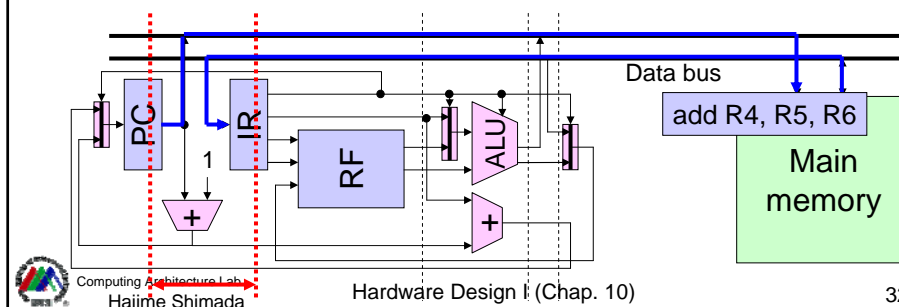 Data bus
add R4, R5, R6
PC
IR
ALU
1
RF
Main
memory
+
+
Computing Architecture Lab
Hajime Shimada
Hardware Design I (Chap. 10)